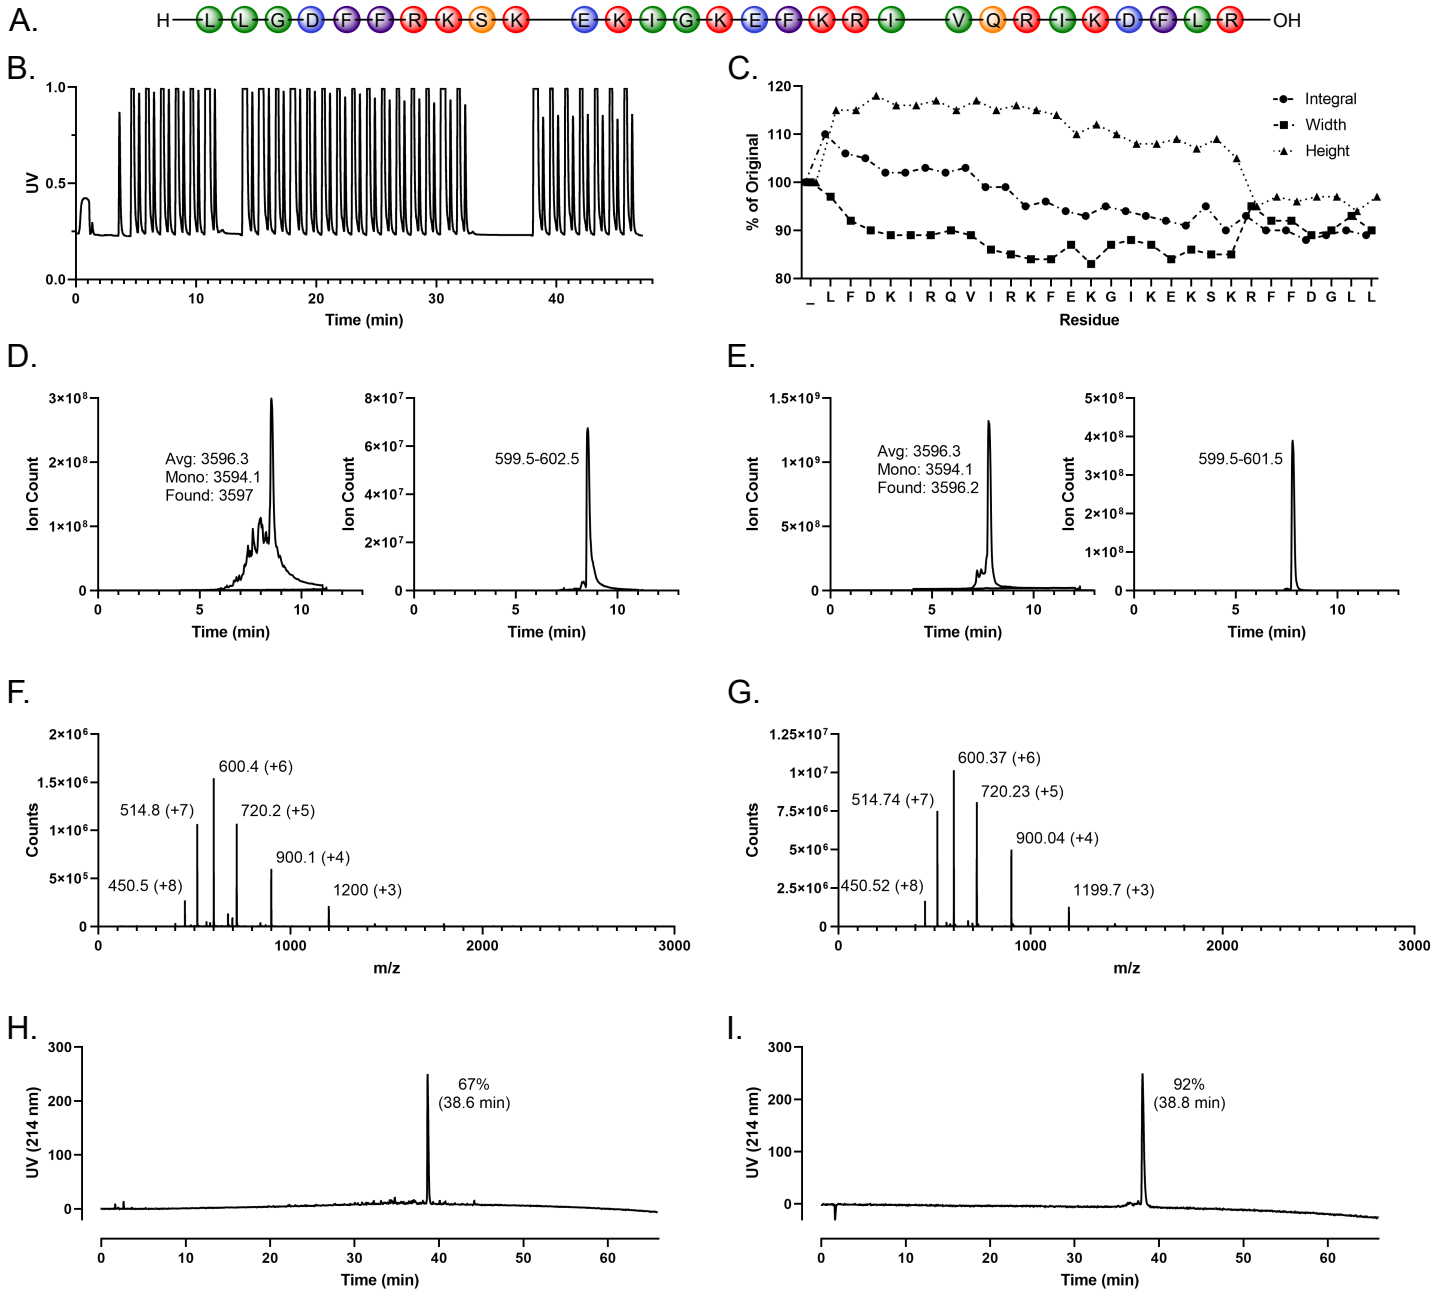 A.
H L L G D F F R K S K E K I G K E F K R I V Q R I K D F L R OH
B.
1.0
0.5
0.0
UV
0 10 20 30 40
Time (min)
C.
120
110
100
90
80
% of Original
Integral
Width
Height
_ L F D K I R Q V I R K F E K G I K E K S K R F F D G L L
Residue
D.
3×10⁸
2×10⁸
1×10⁸
0
Ion Count
Avg: 3596.3
Mono: 3594.1
Found: 3597
0 5 10
Time (min)
8×10⁷
6×10⁷
4×10⁷
2×10⁷
0
Ion Count
599.5-602.5
0 5 10
Time (min)
E.
1.5×10⁹
1×10⁹
5×10⁸
0
Ion Count
Avg: 3596.3
Mono: 3594.1
Found: 3596.2
0 5 10
Time (min)
5×10⁸
4×10⁸
3×10⁸
2×10⁸
1×10⁸
0
Ion Count
599.5-601.5
0 5 10
Time (min)
F.
2×10⁶
1.5×10⁶
1×10⁶
5×10⁵
0
Counts
600.4 (+6)
514.8 (+7)
720.2 (+5)
900.1 (+4)
450.5 (+8)
1200 (+3)
0 1000 2000 3000
m/z
G.
1.25×10⁷
1×10⁷
7.5×10⁶
5×10⁶
2.5×10⁶
0
Counts
600.37 (+6)
514.74 (+7)
720.23 (+5)
900.04 (+4)
450.52 (+8)
1199.7 (+3)
0 1000 2000 3000
m/z
H.
300
200
100
0
UV (214 nm)
67%
(38.6 min)
0 10 20 30 40 50 60
Time (min)
I.
300
200
100
0
UV (214 nm)
92%
(38.8 min)
0 10 20 30 40 50 60
Time (min)